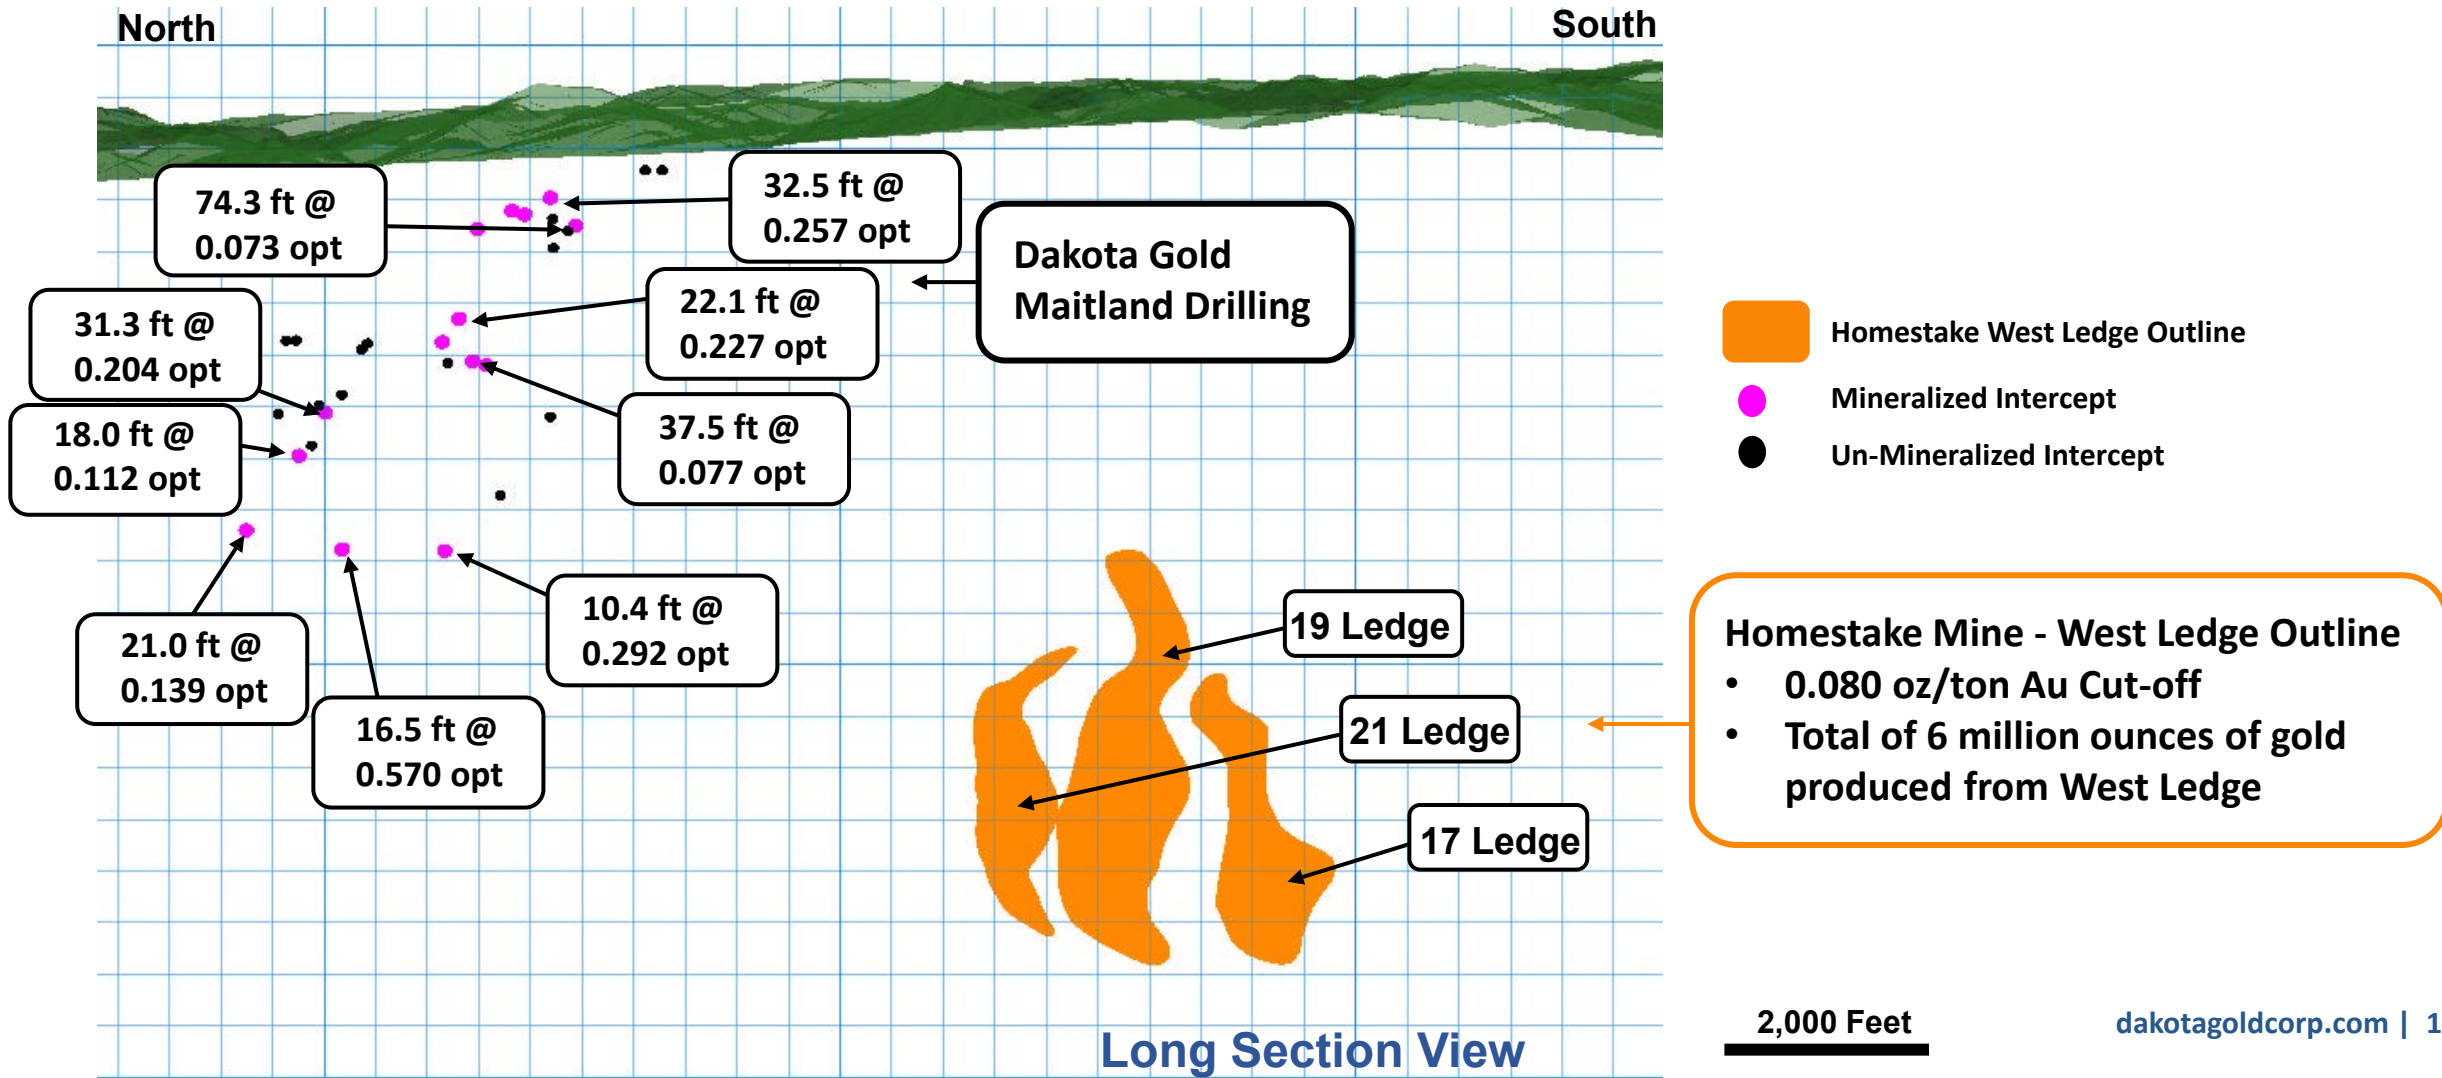 North
South
74.3 ft @
0.073 opt
32.5 ft @
0.257 opt
Dakota Gold
Maitland Drilling
22.1 ft @
0.227 opt
31.3 ft @
0.204 opt
37.5 ft @
0.077 opt
18.0 ft @
0.112 opt
21.0 ft @
0.139 opt
16.5 ft @
0.570 opt
10.4 ft @
0.292 opt
19 Ledge
21 Ledge
17 Ledge
Homestake West Ledge Outline
Mineralized Intercept
Un-Mineralized Intercept
Homestake Mine - West Ledge Outline
• 0.080 oz/ton Au Cut-off
• Total of 6 million ounces of gold
produced from West Ledge
Long Section View
2,000 Feet
dakotagoldcorp.com | 1